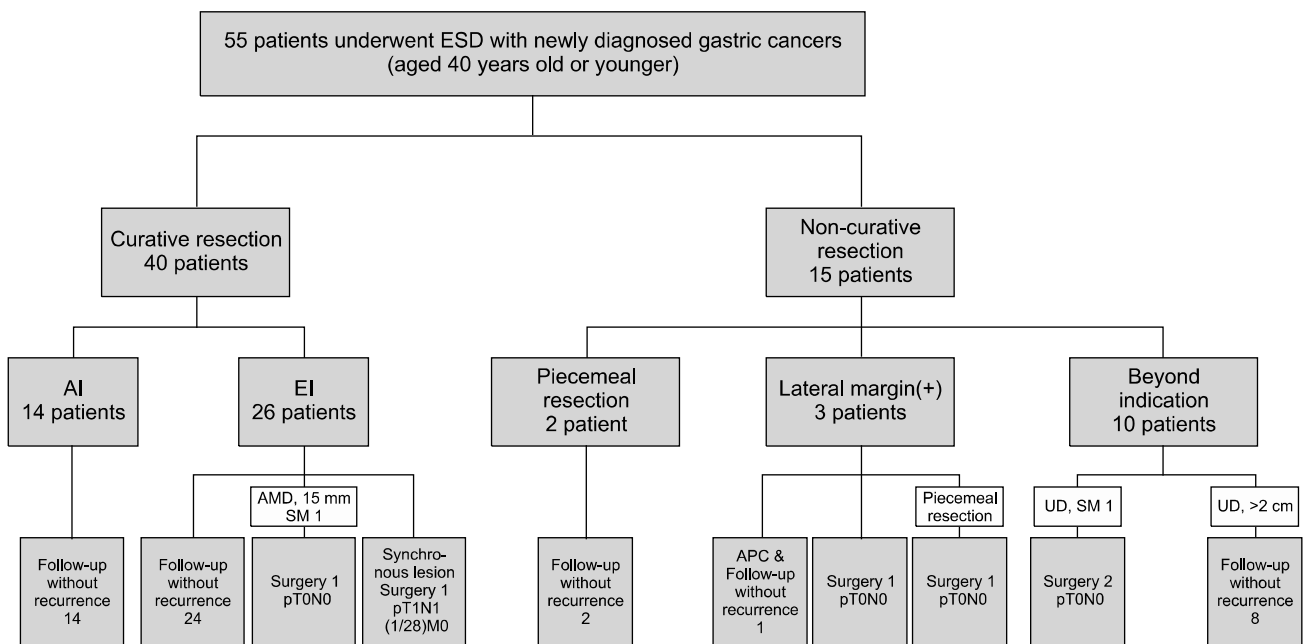 55 patients underwent ESD with newly diagnosed gastric cancers
(aged 40 years old or younger)
Curative resection
40 patients
Non-curative
resection
15 patients
AI
14 patients
EI
26 patients
Piecemeal
resection
2 patient
Lateral margin(+)
3 patients
Beyond
indication
10 patients
AMD, 15 mm
SM 1
Piecemeal
resection
UD, SM 1
UD, >2 cm
Follow-up
without
recurrence
14
Follow-up
without
recurrence
24
Surgery 1
pT0N0
Synchro-
nous lesion
Surgery 1
pT1N1
(1/28)M0
Follow-up
without
recurrence
2
APC &
Follow-up
without
recurrence
1
Surgery 1
pT0N0
Surgery 1
pT0N0
Surgery 2
pT0N0
Follow-up
without
recurrence
8